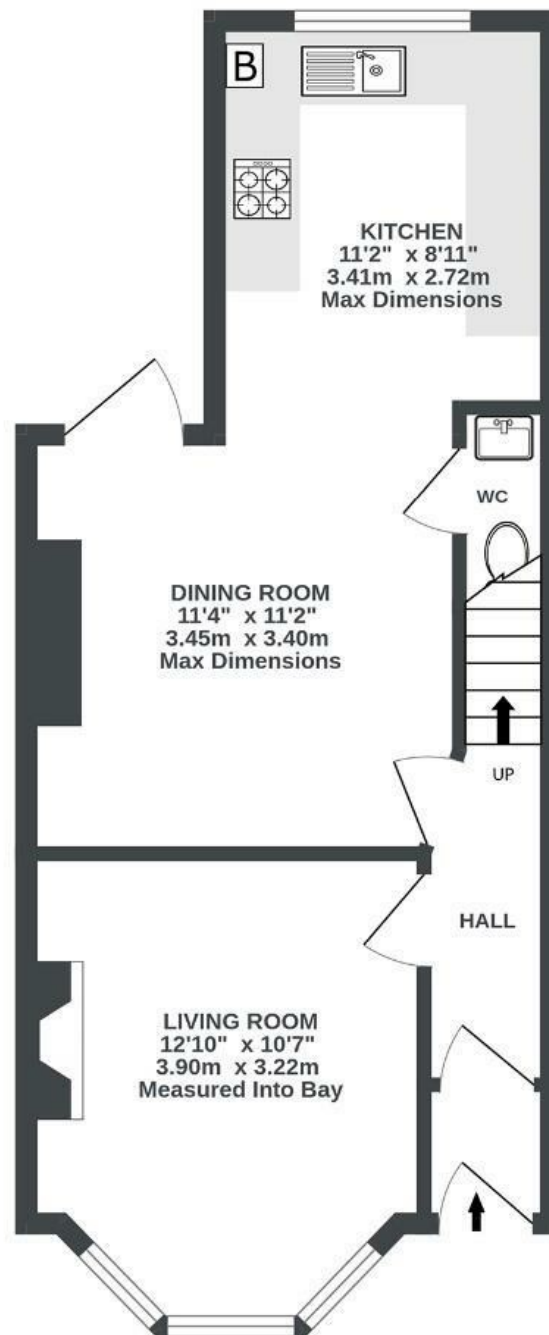 B
KITCHEN
11'2" x 8'11"
3.41m x 2.72m
Max Dimensions
WC
DINING ROOM
11'4" x 11'2"
3.45m x 3.40m
Max Dimensions
UP
HALL
LIVING ROOM
12'10" x 10'7"
3.90m x 3.22m
Measured Into Bay